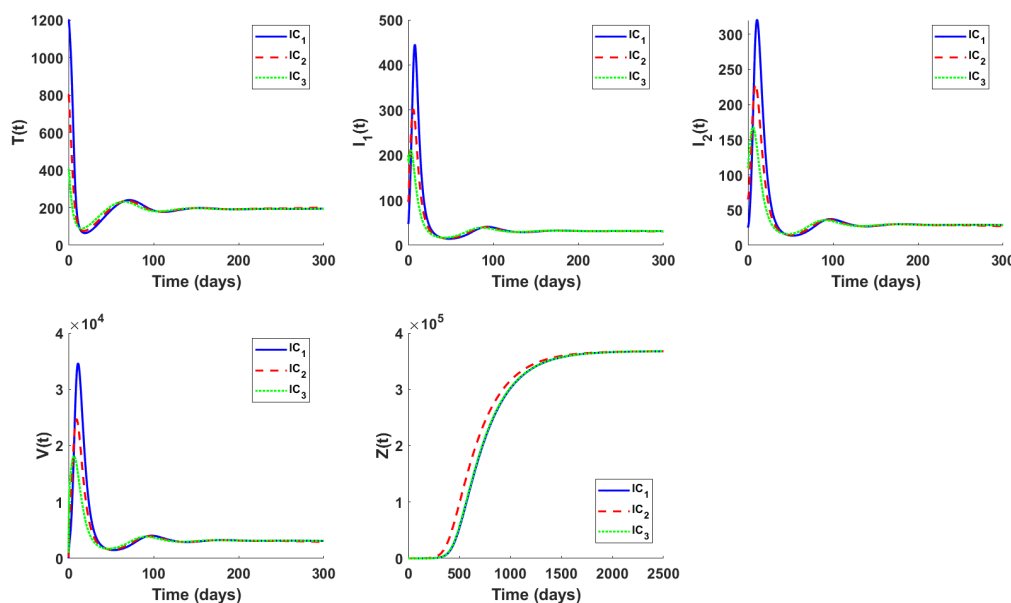 1200
1000
800
600
400
200
0
T(t)
0 100 200 300
Time (days)
IC1
IC2
IC3
500
400
300
200
100
0
I1(t)
0 100 200 300
Time (days)
IC1
IC2
IC3
300
250
200
150
100
50
0
I2(t)
0 100 200 300
Time (days)
IC1
IC2
IC3
×10^4
4
3
2
1
0
V(t)
0 100 200 300
Time (days)
IC1
IC2
IC3
×10^5
4
2
0
Z(t)
0 500 1000 1500 2000 2500
Time (days)
IC1
IC2
IC3